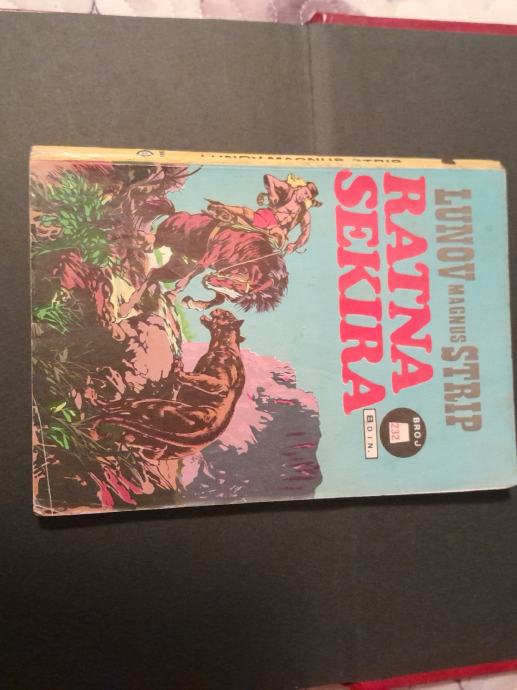 LUNOV MAGNUS STRIP
RATNA
SEKIRA
BROJ
232
8 DIN.
LUNOV MAGNUS STRIP